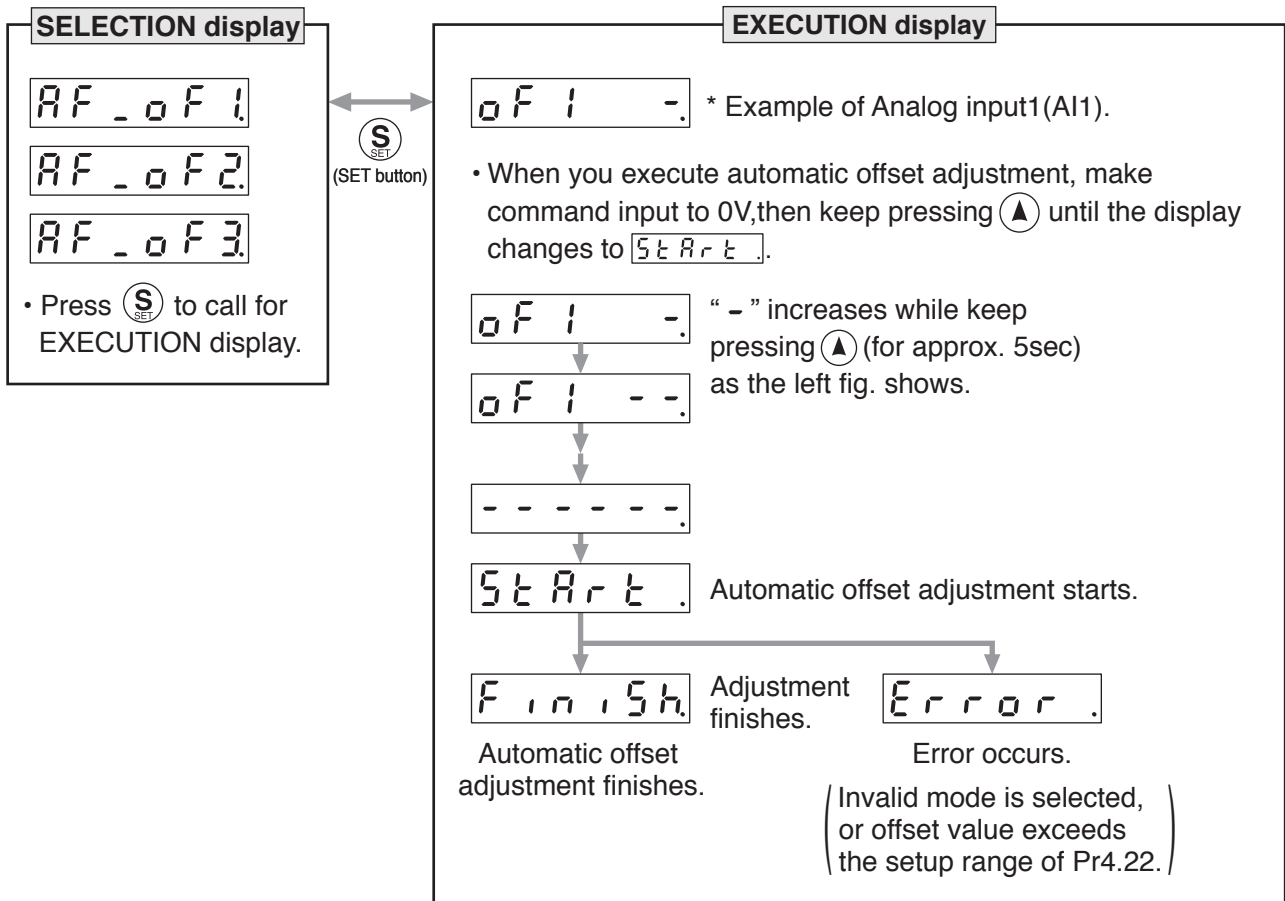 SELECTION display
AF_oF1.
AF_oF2.
AF_oF3.
• Press S SET to call for
EXECUTION display.
S
SET
(SET button)
EXECUTION display
oF1 -.
* Example of Analog input1(AI1).
• When you execute automatic offset adjustment, make
command input to 0V,then keep pressing ▲ until the display
changes to StArt ..
oF1 -.
“ - ” increases while keep
pressing ▲ (for approx. 5sec)
as the left fig. shows.
oF1 --.
------.
StArt .
Automatic offset adjustment starts.
FiniSh.
Adjustment
finishes.
Automatic offset
adjustment finishes.
Error .
Error occurs.
(Invalid mode is selected,
or offset value exceeds
the setup range of Pr4.22.)